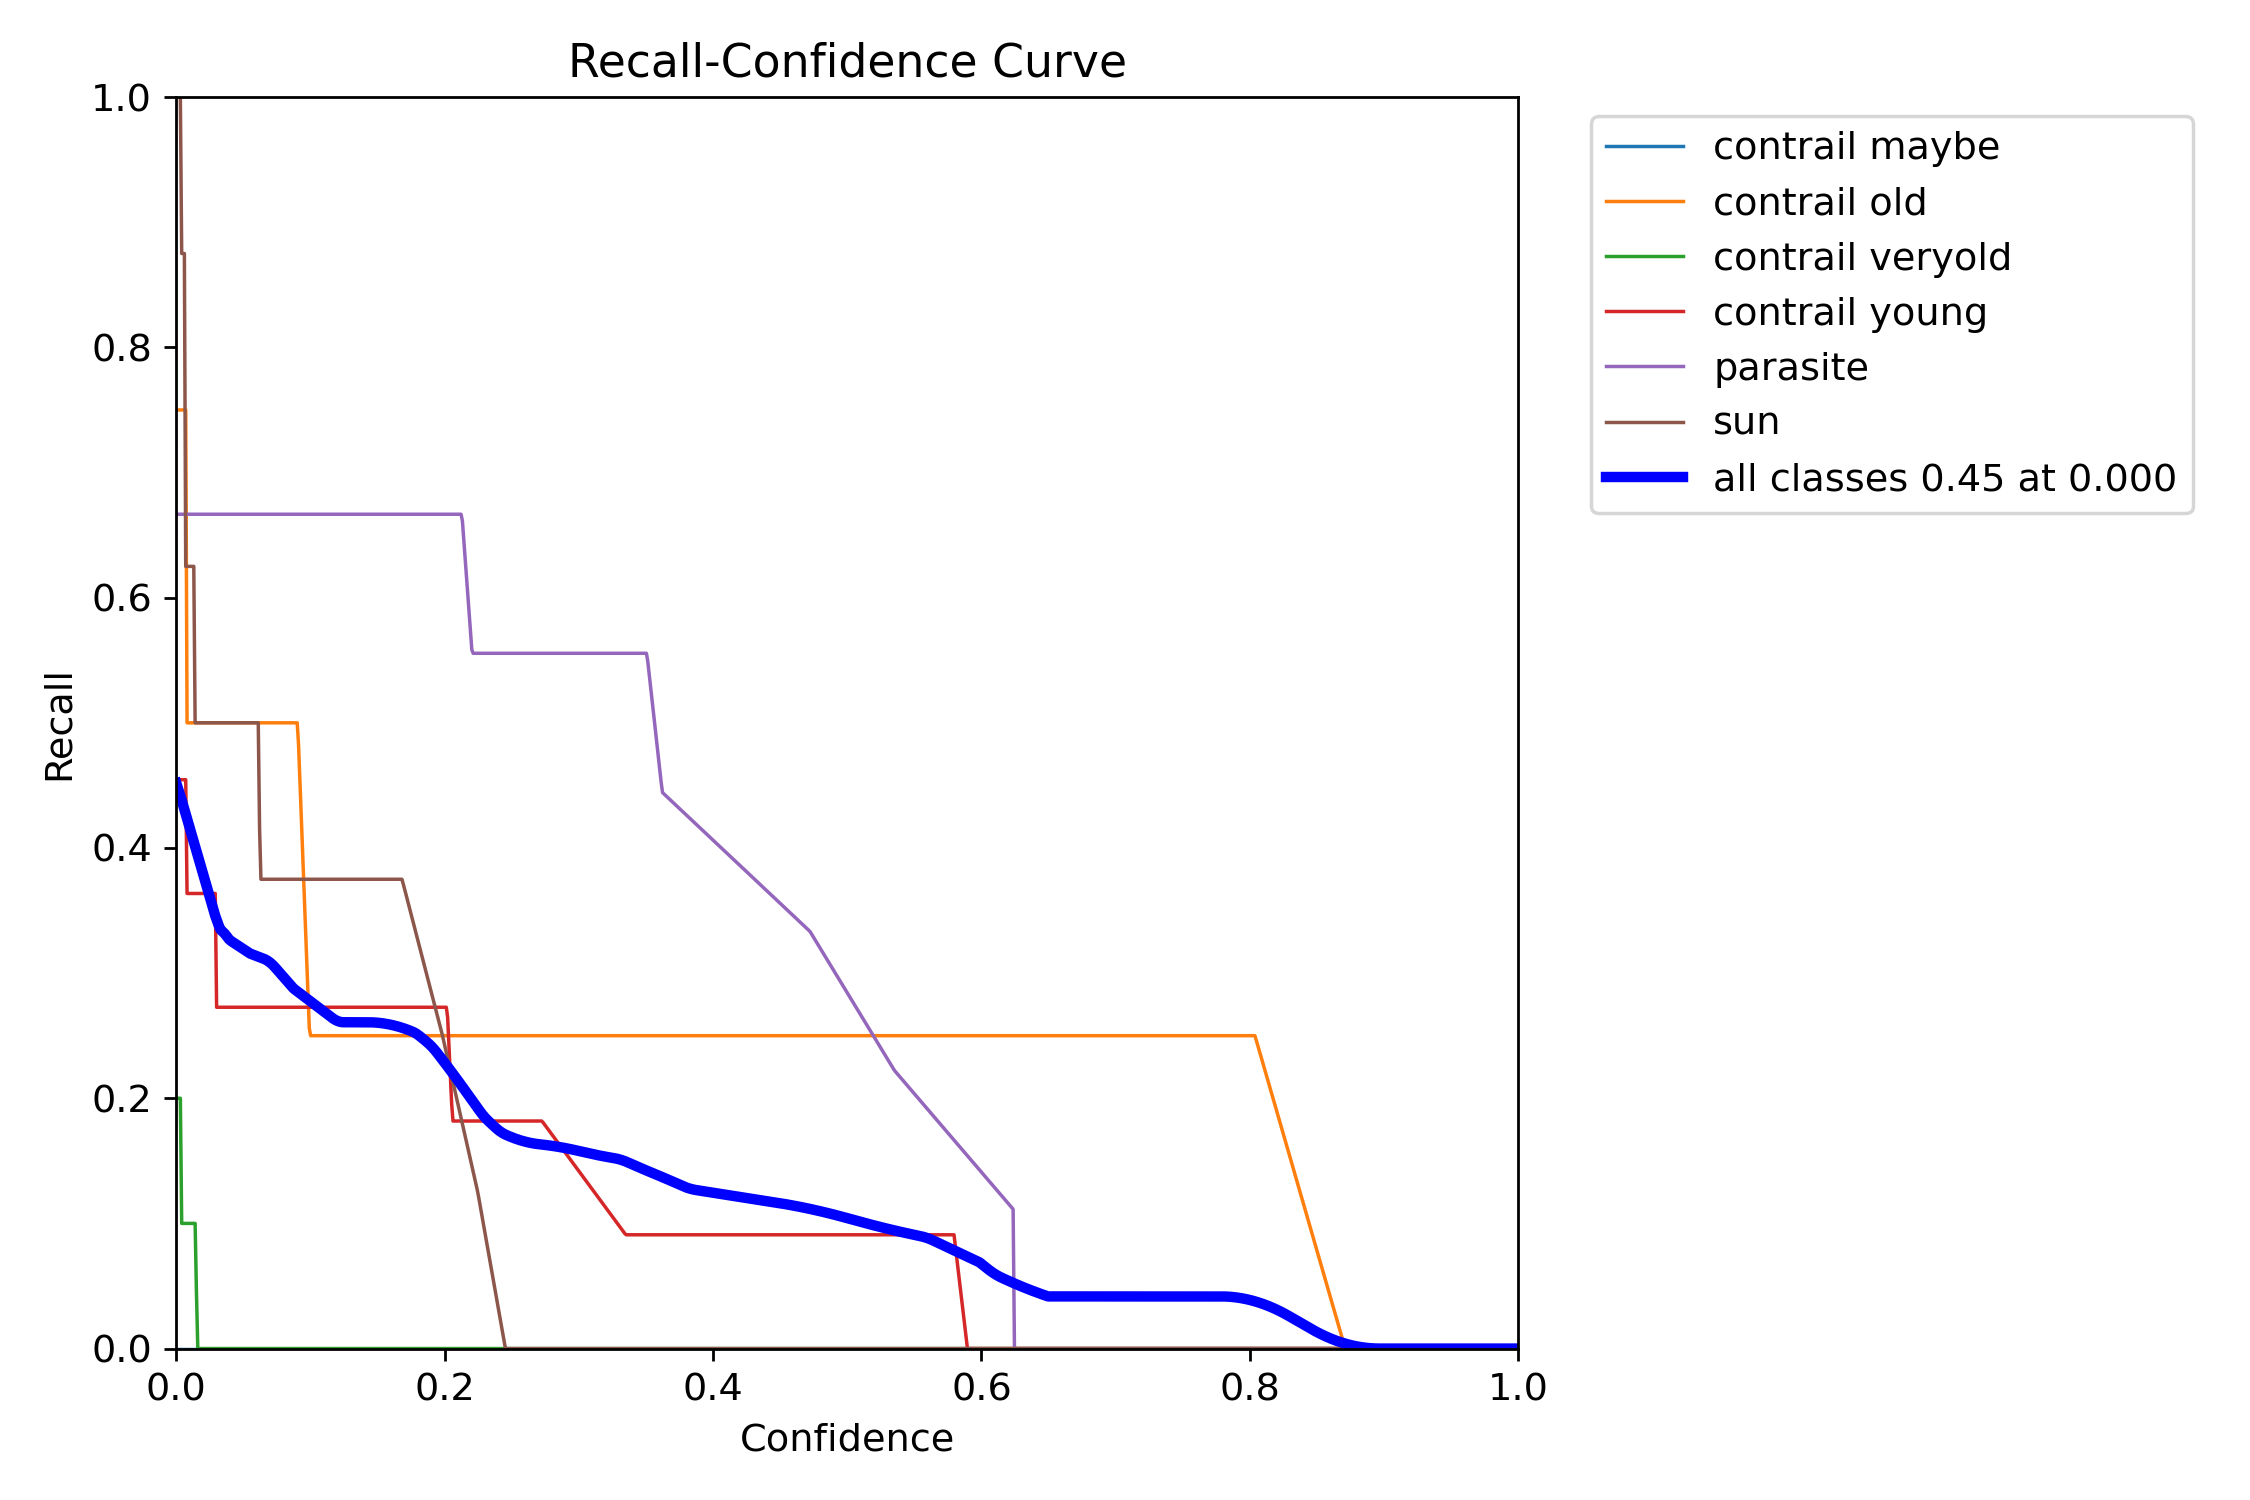 Recall-Confidence Curve
1.0
0.8
0.6
0.4
0.2
0.0
Recall
0.0 0.2 0.4 0.6 0.8 1.0
Confidence
contrail maybe
contrail old
contrail veryold
contrail young
parasite
sun
all classes 0.45 at 0.000